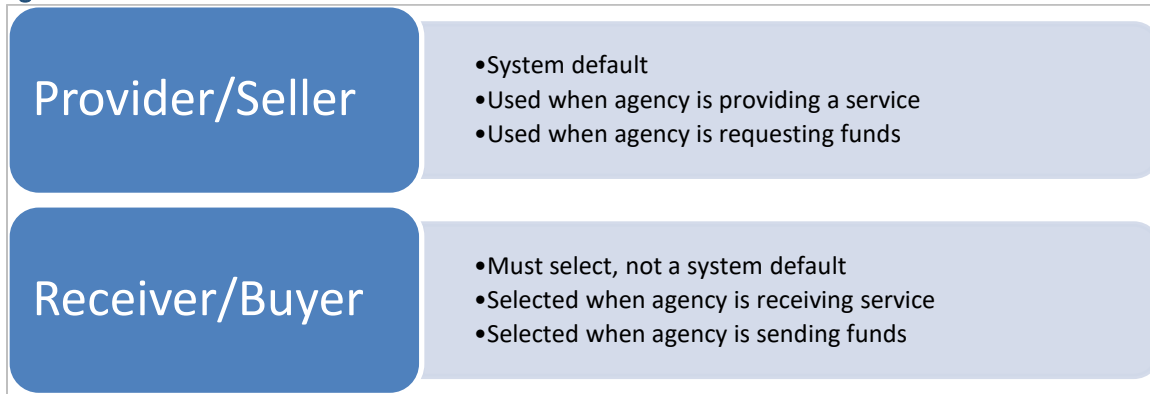 Provider/Seller
•System default
•Used when agency is providing a service
•Used when agency is requesting funds
Receiver/Buyer
•Must select, not a system default
•Selected when agency is receiving service
•Selected when agency is sending funds